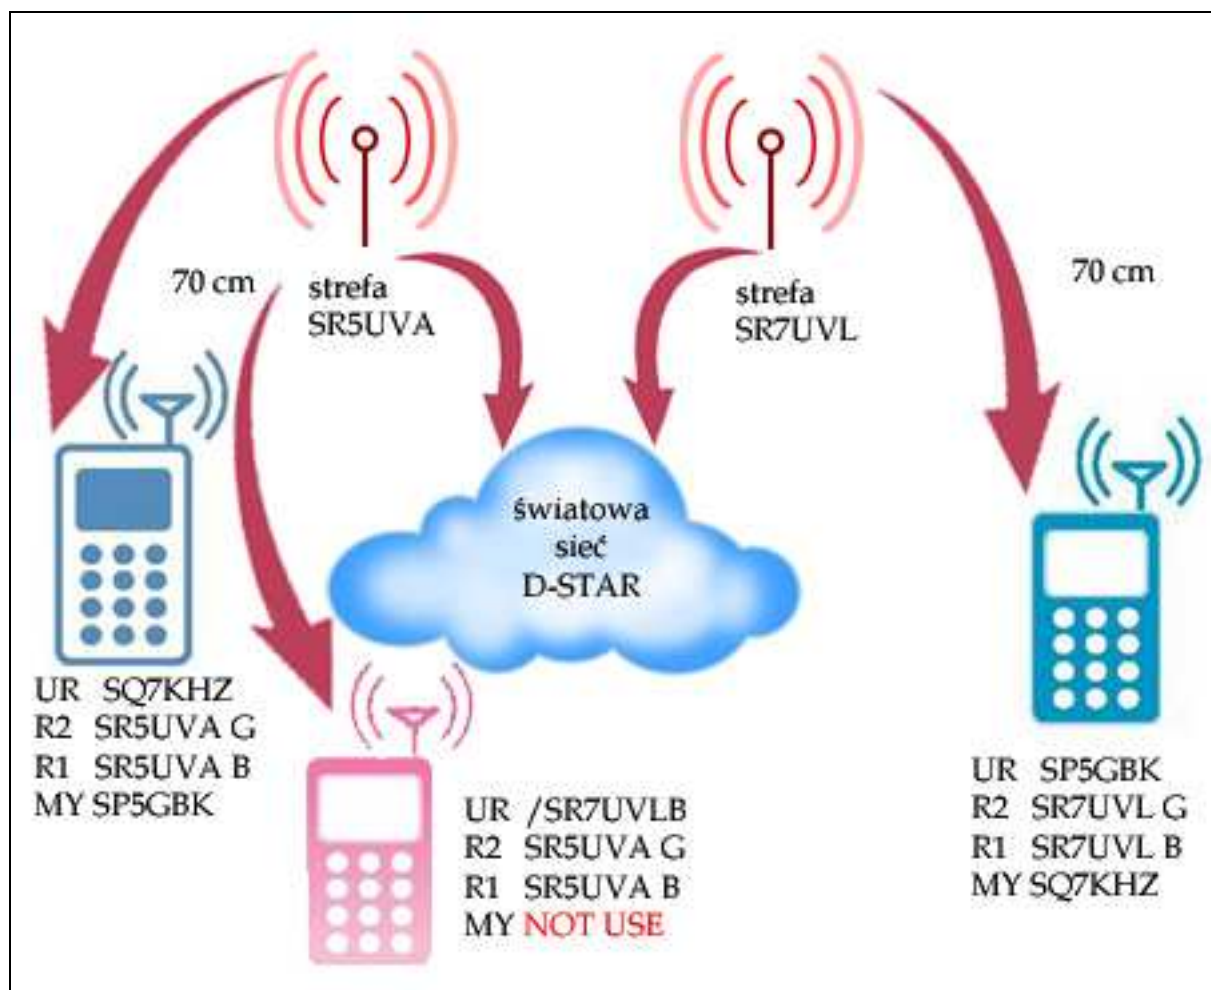 70 cm
strefa
SR5UVA
strefa
SR7UVL
70 cm
światowa
sieć
D-STAR
UR SQ7KHZ
R2 SR5UVA G
R1 SR5UVA B
MY SP5GBK
UR /SR7UVLB
R2 SR5UVA G
R1 SR5UVA B
MY NOT USE
UR SP5GBK
R2 SR7UVL G
R1 SR7UVL B
MY SQ7KHZ